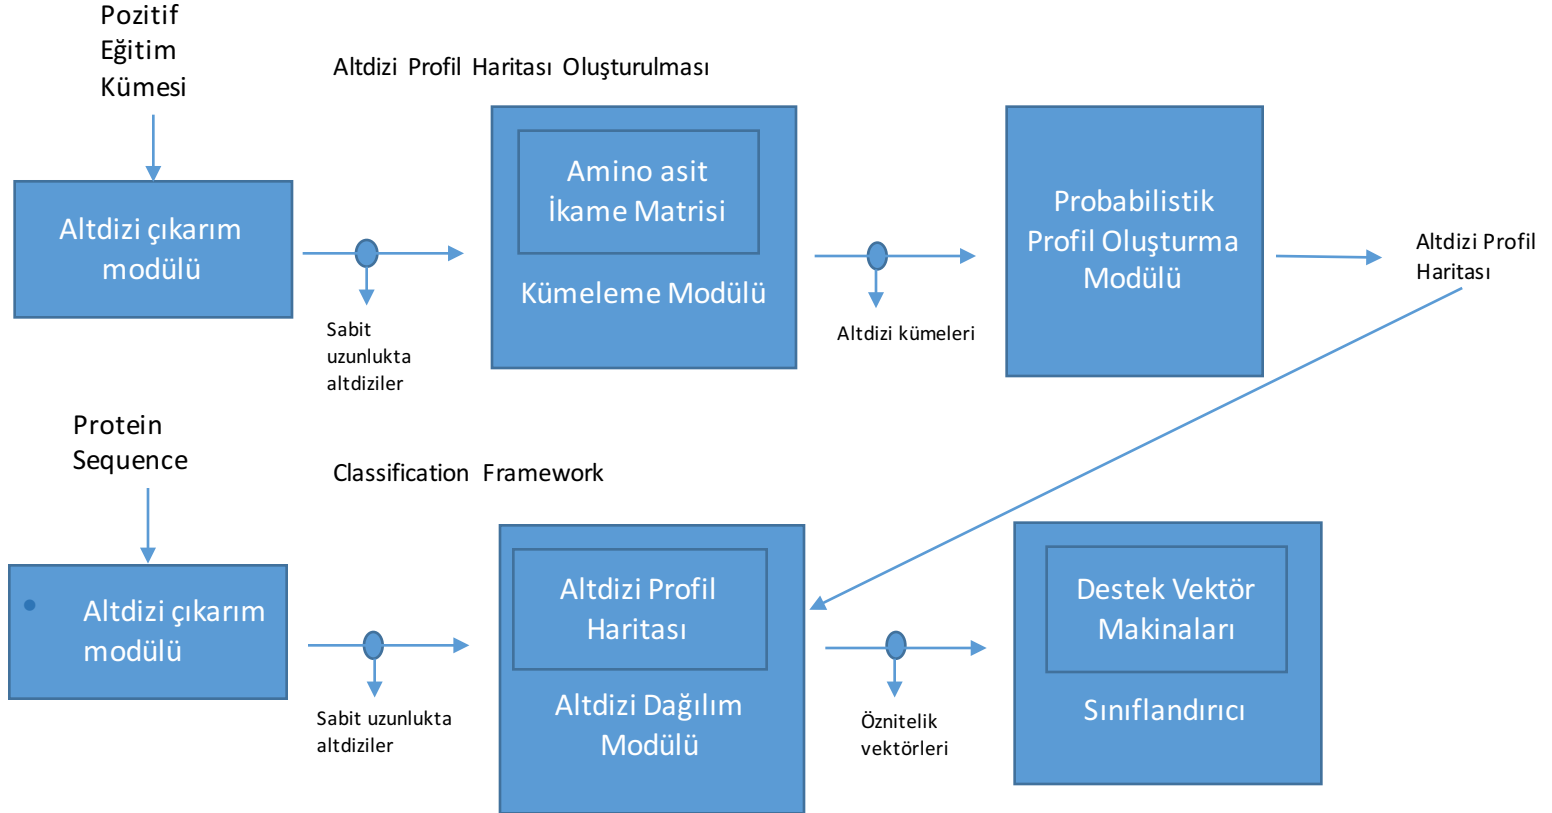 Pozitif
Eğitim
Kümesi
Altdizi Profil Haritası Oluşturulması
Altdizi çıkarım
modülü
Sabit
uzunlukta
altdiziler
Amino asit
İkame Matrisi
Kümeleme Modülü
Altdizi kümeleri
Probabilistik
Profil Oluşturma
Modülü
Altdizi Profil
Haritası
Protein
Sequence
Classification Framework
• Altdizi çıkarım
modülü
Sabit uzunlukta
altdiziler
Altdizi Profil
Haritası
Altdizi Dağılım
Modülü
Öznitelik
vektörleri
Destek Vektör
Makinaları
Sınıflandırıcı